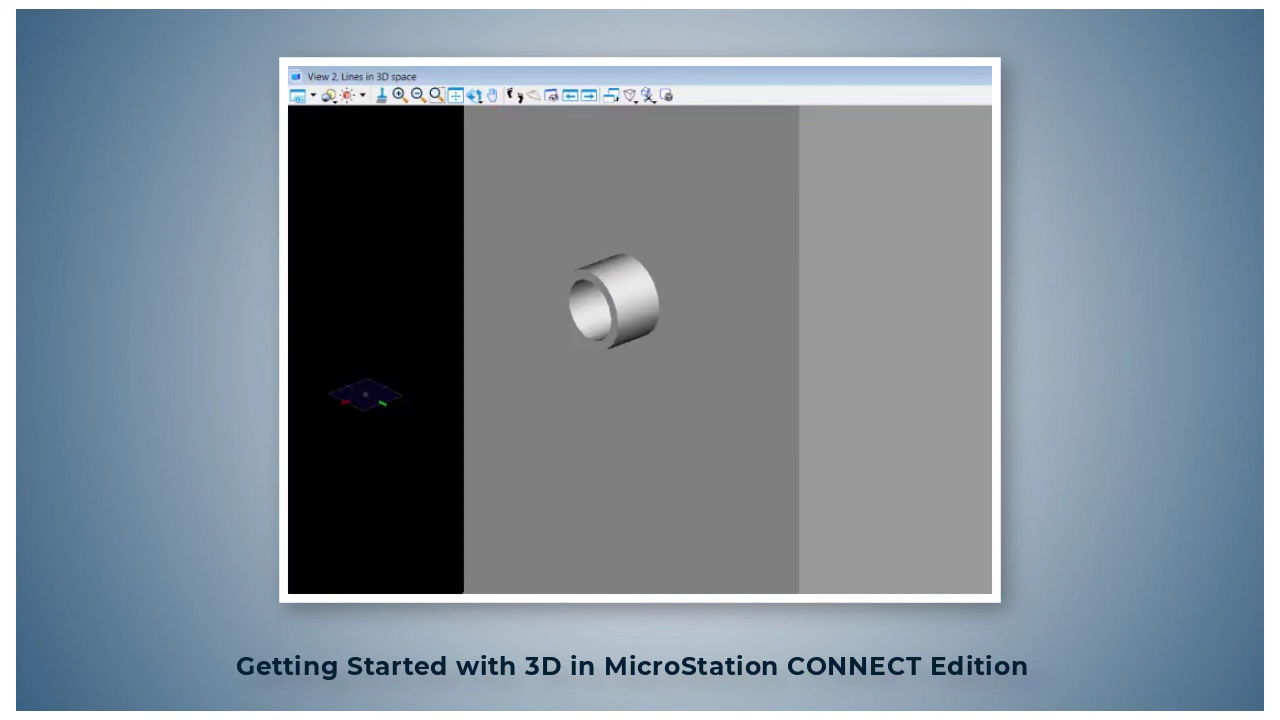 View 2, Lines in 3D space
Getting Started with 3D in MicroStation CONNECT Edition